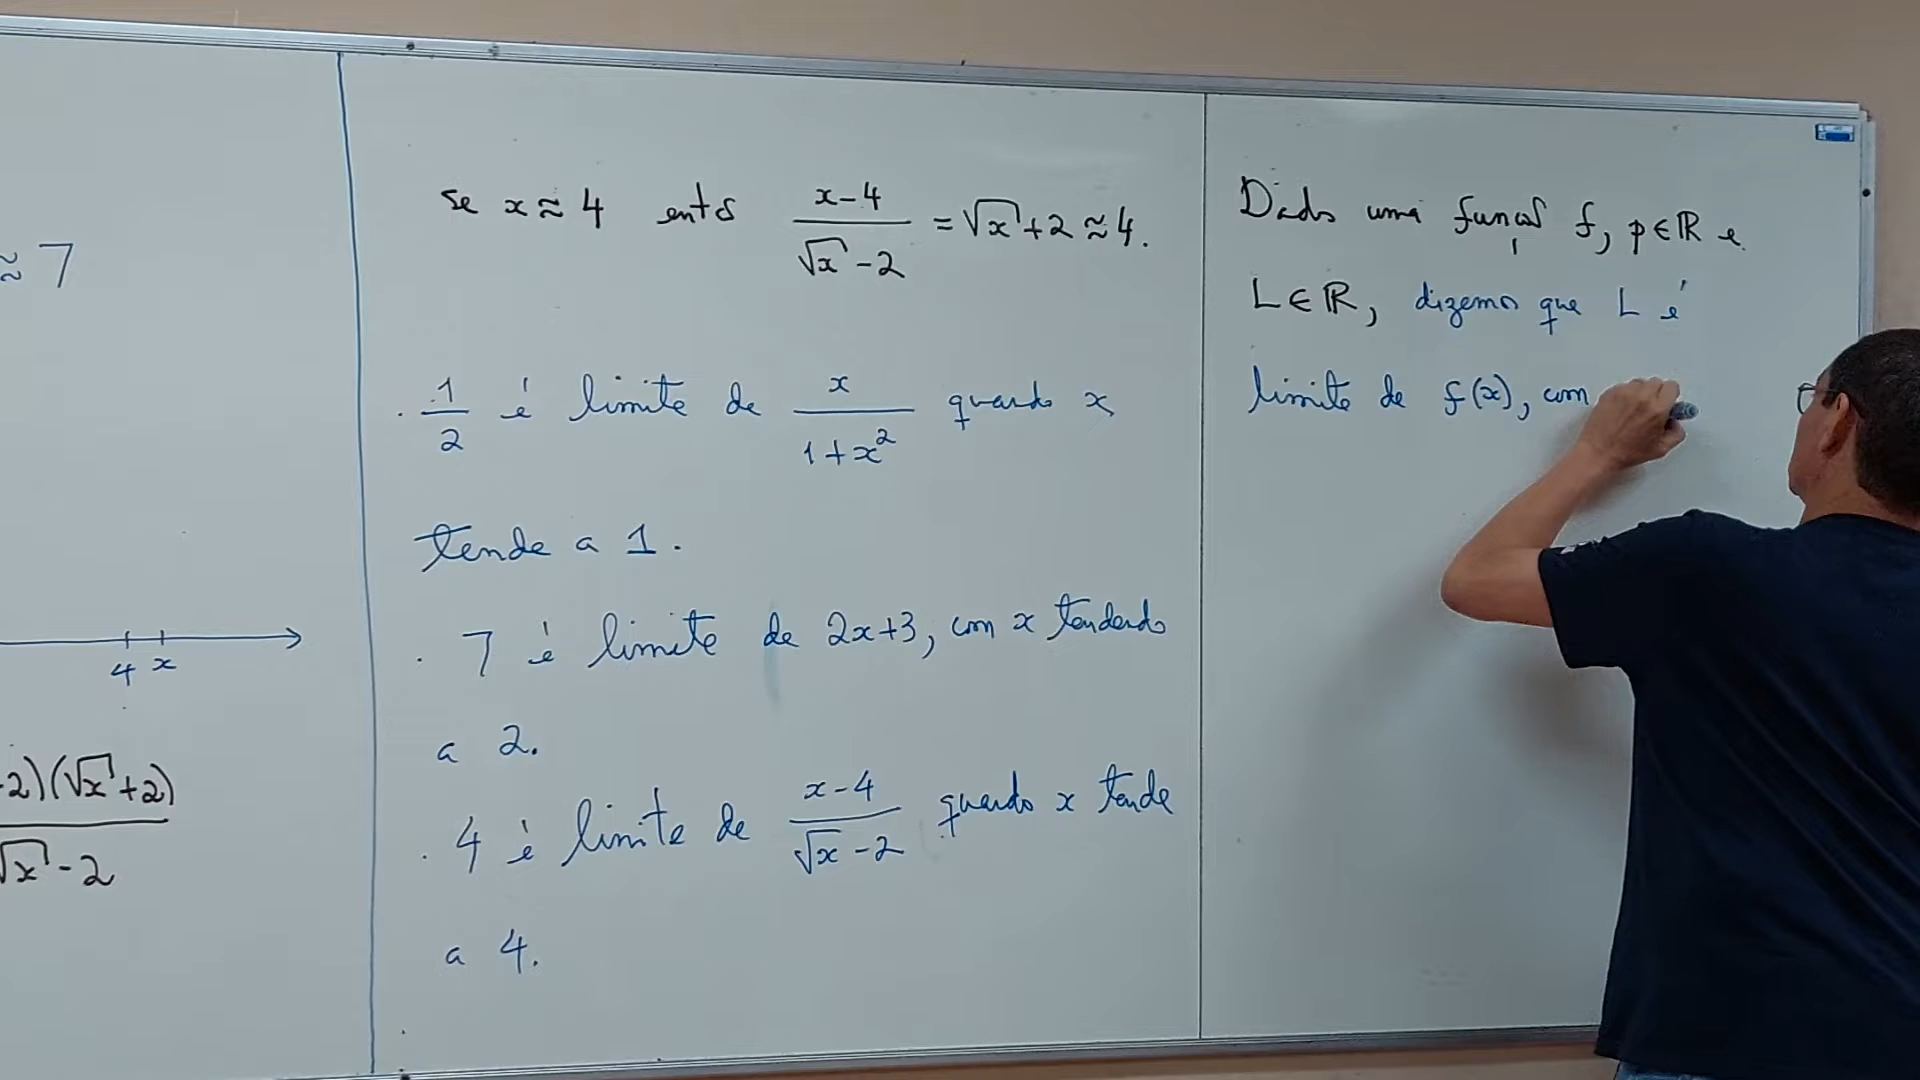 ≈ 7
4 x
-2)(√x+2)
√x - 2
se x ≈ 4 então x-4 / √x - 2 = √x + 2 ≈ 4.
· 1/2 é limite de x / 1+x² quando x
tende a 1.
· 7 é limite de 2x+3, com x tendendo
a 2.
· 4 é limite de x-4 / √x - 2 quando x tende
a 4.
Dado uma função f, p∈ℝ e
L∈ℝ, dizemos que L é
limite de f(x), com